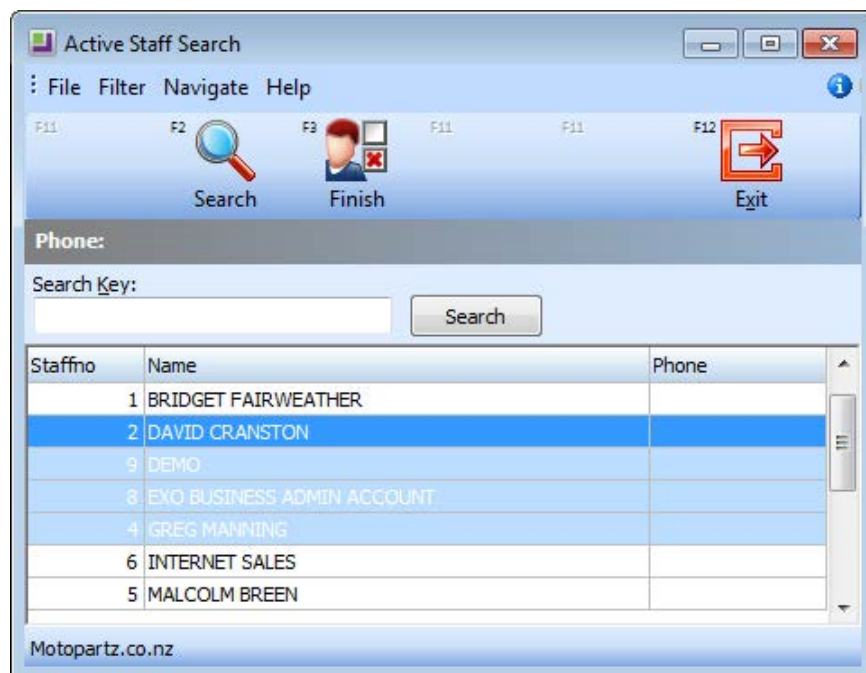 Active Staff Search
File Filter Navigate Help
F11 F2 F3 F11 F11 F12
Search Finish Exit
Phone:
Search Key:
Search
Staffno Name Phone
1 BRIDGET FAIRWEATHER
2 DAVID CRANSTON
9 DEMO
8 EXO BUSINESS ADMIN ACCOUNT
4 GREG MANNING
6 INTERNET SALES
5 MALCOLM BREEN
Motopartz.co.nz